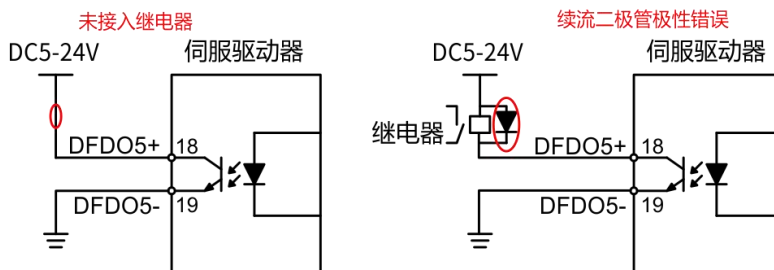 未接入继电器
DC5-24V
伺服驱动器
DFDO5+
18
DFDO5-
19
续流二极管极性错误
DC5-24V
伺服驱动器
继电器
DFDO5+
18
DFDO5-
19